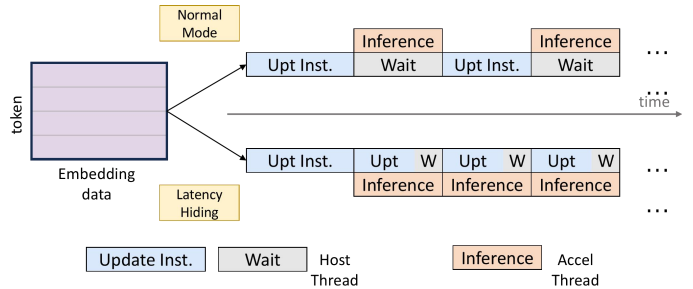 Normal
Mode
Inference
Inference
Upt Inst.
Wait
Upt Inst.
Wait
...
...
time
token
Embedding
data
Upt Inst.
Upt
W
Upt
W
Upt
W
...
Inference
Inference
Inference
...
Latency
Hiding
Update Inst.
Wait
Host
Thread
Inference
Accel
Thread